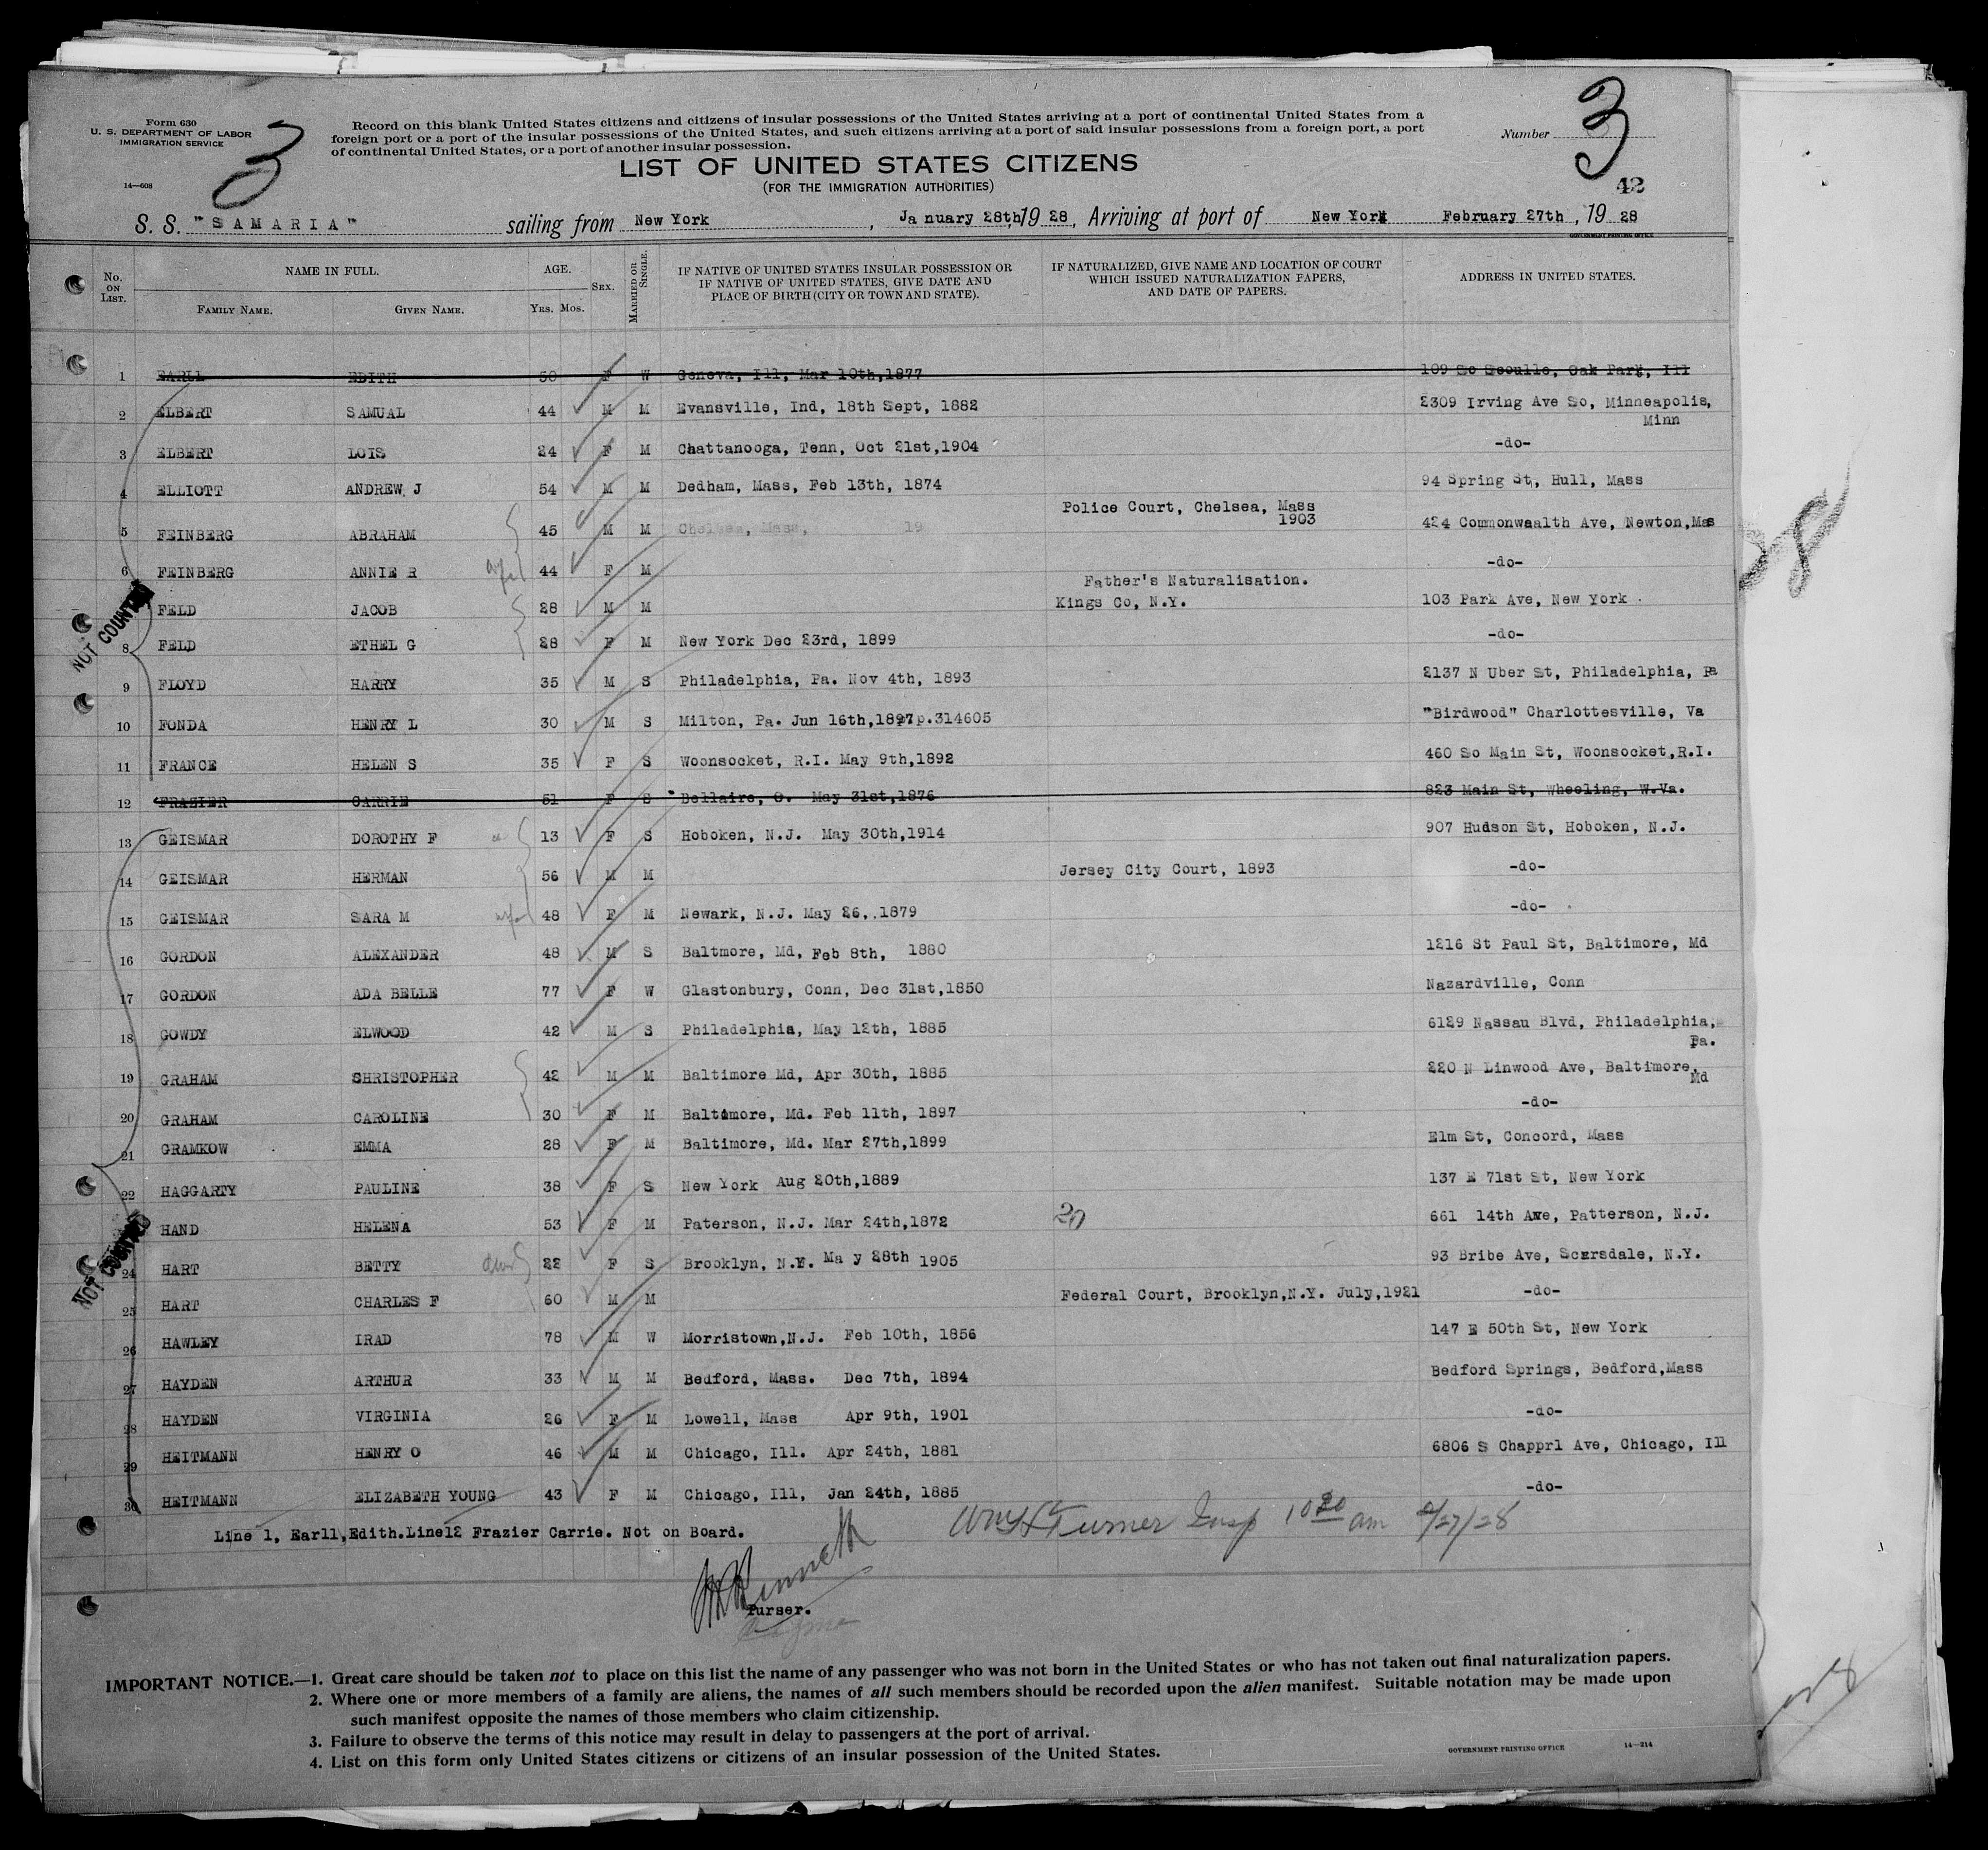 Form 630
U. S. DEPARTMENT OF LABOR
IMMIGRATION SERVICE
14—608
3
Record on this blank United States citizens and citizens of insular possessions of the United States arriving at a port of continental United States from a
foreign port or a port of the insular possessions of the United States, and such citizens arriving at a port of said insular possessions from a foreign port, a port
of continental United States, or a port of another insular possession.
Number 3
LIST OF UNITED STATES CITIZENS
(FOR THE IMMIGRATION AUTHORITIES)
42
S. S. "SAMARIA" sailing from New York, January 28th, 1928, Arriving at port of New York February 27th, 1928
GOVERNMENT PRINTING OFFICE
No. ON LIST. NAME IN FULL. FAMILY NAME. GIVEN NAME. AGE. YRS. MOS. SEX. MARRIED OR SINGLE. IF NATIVE OF UNITED STATES INSULAR POSSESSION OR IF NATIVE OF UNITED STATES, GIVE DATE AND PLACE OF BIRTH (CITY OR TOWN AND STATE). IF NATURALIZED, GIVE NAME AND LOCATION OF COURT WHICH ISSUED NATURALIZATION PAPERS, AND DATE OF PAPERS. ADDRESS IN UNITED STATES.
1 EARLL EDITH 50 F W Geneva, Ill, Mar 10th,1877 109 So Scoulle, Oak Park, Ill
2 ELBERT SAMUAL 44 M M Evansville, Ind, 18th Sept, 1882 2309 Irving Ave So, Minneapolis, Minn
3 ELBERT LOIS 24 F M Chattanooga, Tenn, Oct 21st,1904 -do-
4 ELLIOTT ANDREW J 54 M M Dedham, Mass, Feb 13th, 1874 94 Spring St, Hull, Mass
5 FEINBERG ABRAHAM 45 M M Chelsea, Mass, 19 Police Court, Chelsea, Mass 1903 424 Commonwaalth Ave, Newton,Mas
6 FEINBERG ANNIE R wife 44 F M -do-
FELD JACOB 28 M M Father's Naturalisation. Kings Co, N.Y. 103 Park Ave, New York
8 FELD ETHEL G 28 F M New York Dec 23rd, 1899 -do-
9 FLOYD HARRY 35 M S Philadelphia, Pa. Nov 4th, 1893 2137 N Uber St, Philadelphia, Pa
10 FONDA HENRY L 30 M S Milton, Pa. Jun 16th,1897 p.p.314605 "Birdwood" Charlottesville, Va
11 FRANCE HELEN S 35 F S Woonsocket, R.I. May 9th,1892 460 So Main St, Woonsocket,R.I.
12 FRAZIER CARRIE 51 F S Bellaire, O. May 31st,1876 823 Main St, Wheeling, W.Va.
13 GEISMAR DOROTHY F 13 F S Hoboken, N.J. May 30th,1914 907 Hudson St, Hoboken, N.J.
14 GEISMAR HERMAN 56 M M Jersey City Court, 1893 -do-
15 GEISMAR SARA M wife 48 F M Newark, N.J. May 26, 1879 -do-
16 GORDON ALEXANDER 48 M S Baltmore, Md, Feb 8th, 1880 1216 St Paul St, Baltimore, Md
17 GORDON ADA BELLE 77 F W Glastonbury, Conn, Dec 31st,1850 Nazardville, Conn
18 GOWDY ELWOOD 42 M S Philadelphia, May 12th, 1885 6129 Nassau Blvd, Philadelphia, Pa.
19 GRAHAM SHRISTOPHER 42 M M Baltimore Md, Apr 30th, 1885 220 N Linwood Ave, Baltimore, Md
20 GRAHAM CAROLINE 30 F M Baltimore, Md. Feb 11th, 1897 -do-
21 GRAMKOW EMMA 28 F M Baltimore, Md. Mar 27th,1899 Elm St, Concord, Mass
22 HAGGARTY PAULINE 38 F S New York Aug 20th,1889 137 E 71st St, New York
HAND HELENA 53 F M Paterson, N.J. Mar 24th,1872 20 661 14th Ave, Patterson, N.J.
24 HART BETTY 22 F S Brooklyn, N.Y. Ma y 28th 1905 93 Bribe Ave, Scarsdale, N.Y.
25 HART CHARLES F 60 M M Federal Court, Brooklyn,N.Y. July,1921 -do-
26 HAWLEY IRAD 78 M W Morristown,N.J. Feb 10th, 1856 147 E 50th St, New York
27 HAYDEN ARTHUR 33 M M Bedford, Mass. Dec 7th, 1894 Bedford Springs, Bedford,Mass
28 HAYDEN VIRGINIA 26 F M Lowell, Mass Apr 9th, 1901 -do-
29 HEITMANN HENRY O 46 M M Chicago, Ill. Apr 24th, 1881 6806 S Chapprl Ave, Chicago, Ill
30 HEITMANN ELIZABETH YOUNG 43 F M Chicago, Ill, Jan 24th, 1885 -do-
NOT COUNTED
NOT COUNTED
Line 1, Earll,Edith.Line12 Frazier Carrie. Not on Board.
Wm H Turner Insp 10 20 am 2/27/28
Purser.
IMPORTANT NOTICE.—1. Great care should be taken not to place on this list the name of any passenger who was not born in the United States or who has not taken out final naturalization papers.
2. Where one or more members of a family are aliens, the names of all such members should be recorded upon the alien manifest. Suitable notation may be made upon
such manifest opposite the names of those members who claim citizenship.
3. Failure to observe the terms of this notice may result in delay to passengers at the port of arrival.
4. List on this form only United States citizens or citizens of an insular possession of the United States.
GOVERNMENT PRINTING OFFICE 14—214